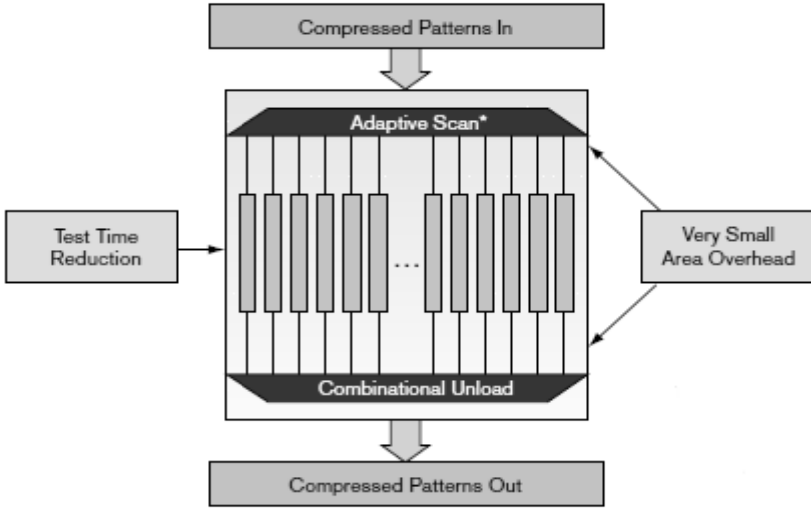 Compressed Patterns In
Adaptive Scan*
Test Time
Reduction
...
Very Small
Area Overhead
Combinational Unload
Compressed Patterns Out